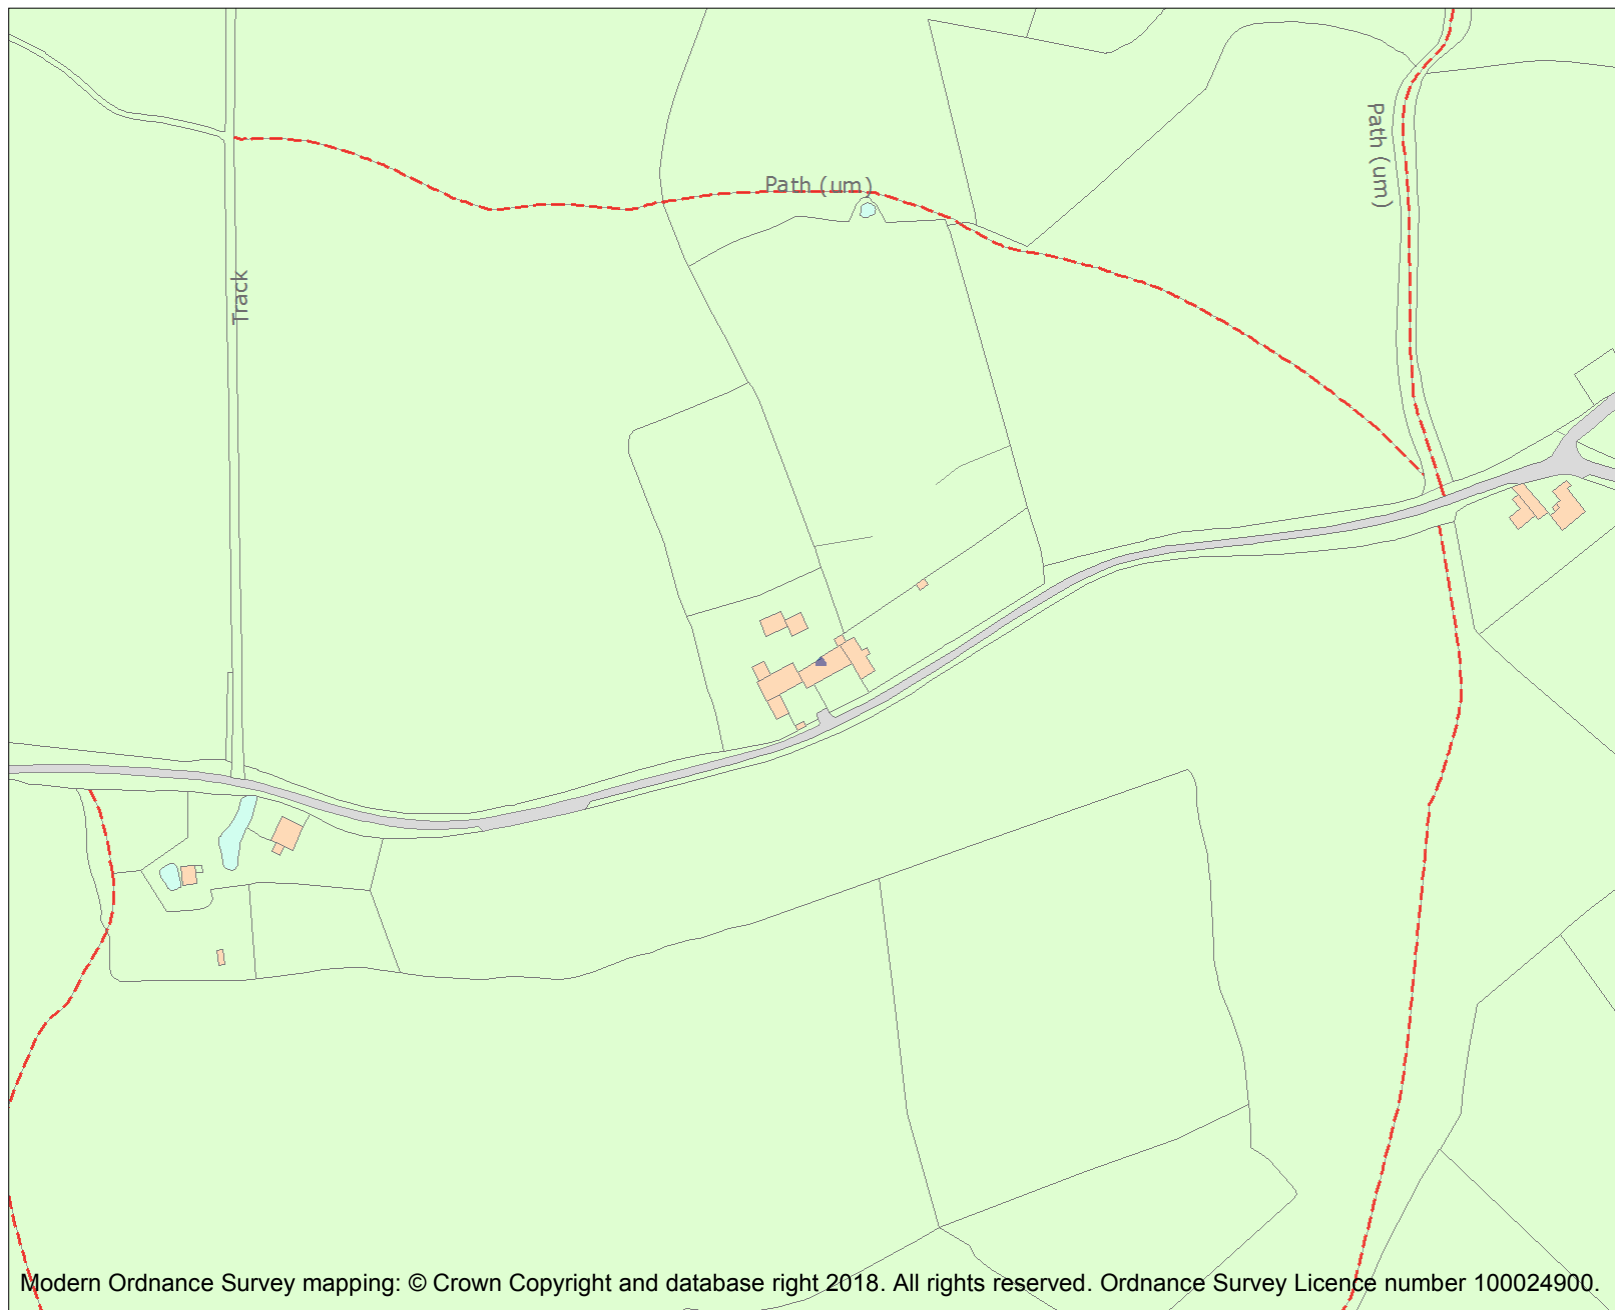 Path (um)
Path (um)
Track
Modern Ordnance Survey mapping: © Crown Copyright and database right 2018. All rights reserved. Ordnance Survey Licence number 100024900.